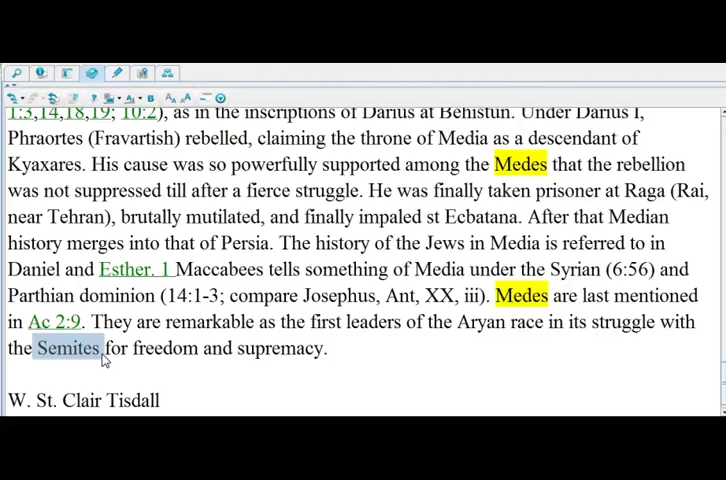 1:3,14,18,19; 10:2), as in the inscriptions of Darius at Behistun. Under Darius I,
Phraortes (Fravartish) rebelled, claiming the throne of Media as a descendant of
Kyaxares. His cause was so powerfully supported among the Medes that the rebellion
was not suppressed till after a fierce struggle. He was finally taken prisoner at Raga (Rai,
near Tehran), brutally mutilated, and finally impaled st Ecbatana. After that Median
history merges into that of Persia. The history of the Jews in Media is referred to in
Daniel and Esther. 1 Maccabees tells something of Media under the Syrian (6:56) and
Parthian dominion (14:1-3; compare Josephus, Ant, XX, iii). Medes are last mentioned
in Ac 2:9. They are remarkable as the first leaders of the Aryan race in its struggle with
the Semites for freedom and supremacy.
W. St. Clair Tisdall